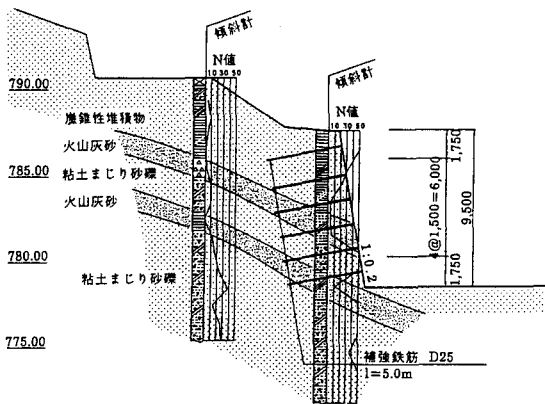 傾斜計
N値
10 30 50
790.00
崖錐性堆積物
火山灰砂
785.00
粘土まじり砂礫
火山灰砂
780.00
粘土まじり砂礫
775.00
傾斜計
N値
10 30 50
1,750
4@1,500=6,000
9,500
1,750
1:0.2
補強鉄筋 D25
l=5.0m